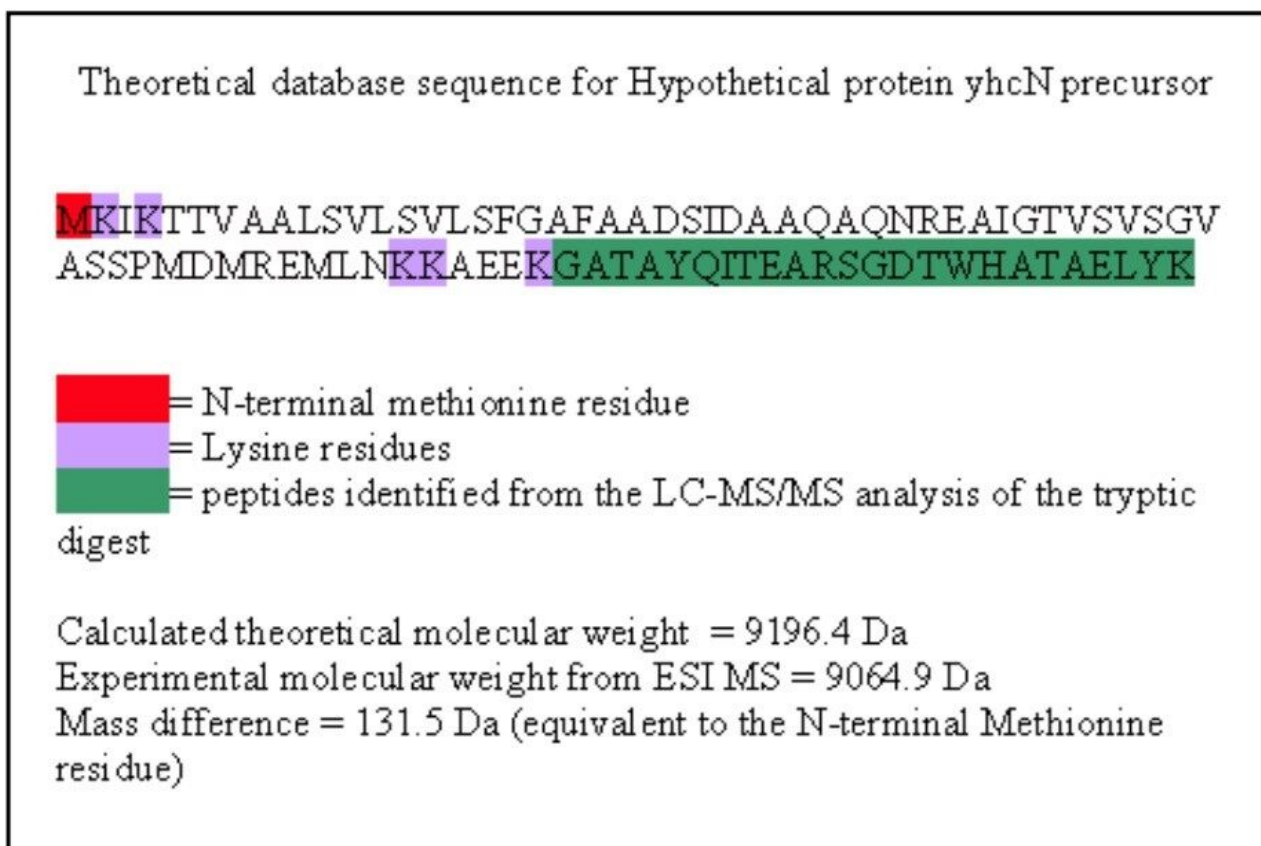 Theoretical database sequence for Hypothetical protein yhcN precursor
MKIKTTVAALSVLSVLSFGAFAADSIDAAQAQNREAIGTVSVSGV
ASSPMDMREMLNKKAEEKGATAYQITEARSGDTWHATAELYK
= N-terminal methionine residue
= Lysine residues
= peptides identified from the LC-MS/MS analysis of the tryptic
digest
Calculated theoretical molecular weight = 9196.4 Da
Experimental molecular weight from ESI MS = 9064.9 Da
Mass difference = 131.5 Da (equivalent to the N-terminal Methionine
residue)